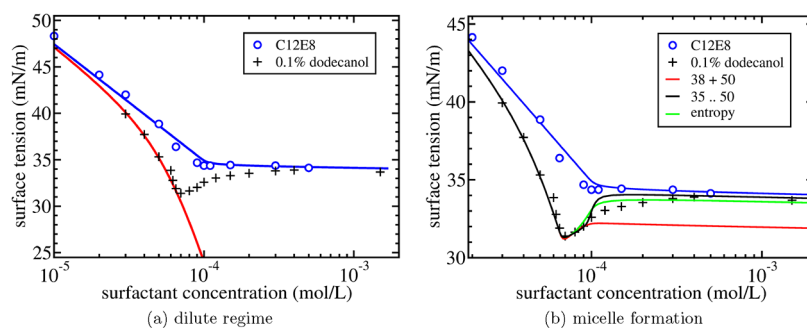 50
45
40
35
30
25
surface tension (mN/m)
C12E8
0.1% dodecanol
10-5
10-4
10-3
surfactant concentration (mol/L)
(a) dilute regime
45
40
35
30
surface tension (mN/m)
C12E8
0.1% dodecanol
38 + 50
35 .. 50
entropy
10-4
10-3
surfactant concentration (mol/L)
(b) micelle formation